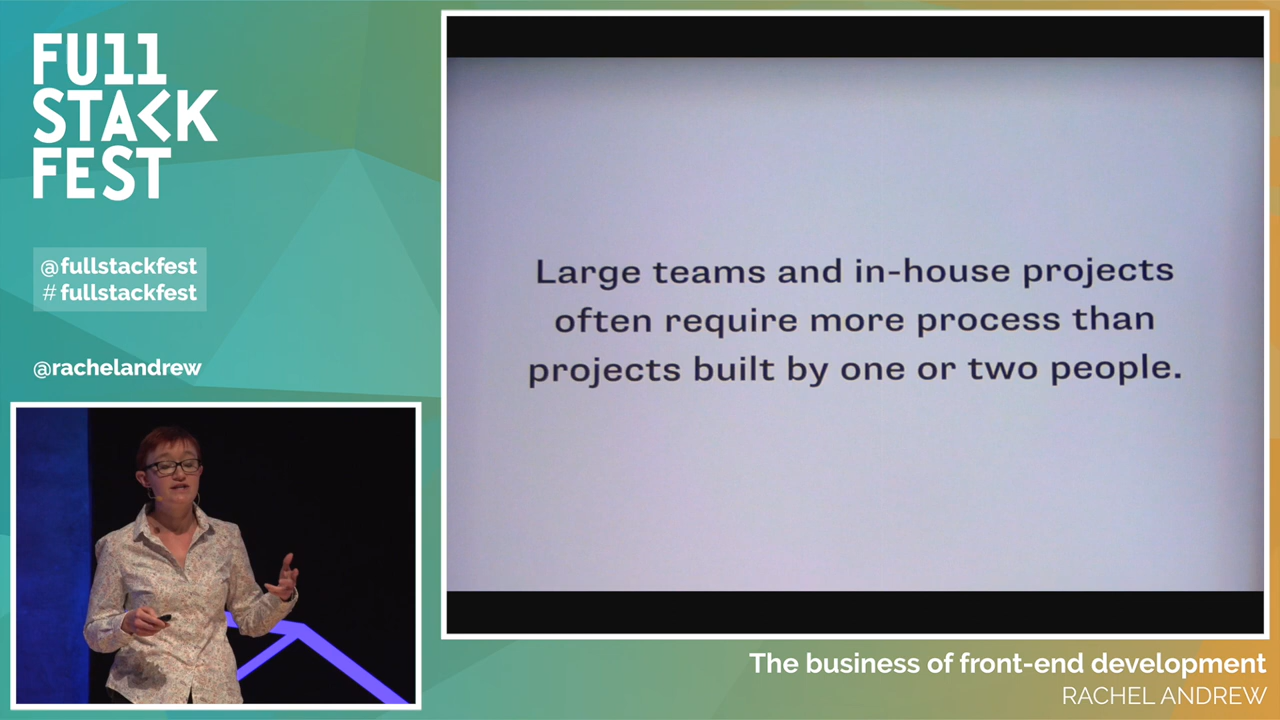 FU11
STACK
FEST
@fullstackfest
# fullstackfest
@rachelandrew
Large teams and in-house projects
often require more process than
projects built by one or two people.
The business of front-end development
RACHEL ANDREW